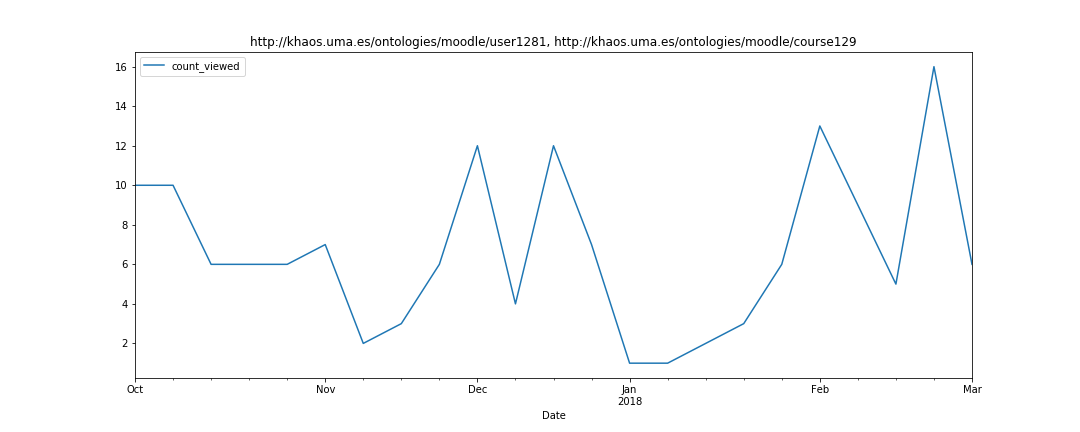 http://khaos.uma.es/ontologies/moodle/user1281, http://khaos.uma.es/ontologies/moodle/course129
count_viewed
16
14
12
10
8
6
4
2
Oct
Nov
Dec
Jan
2018
Feb
Mar
Date